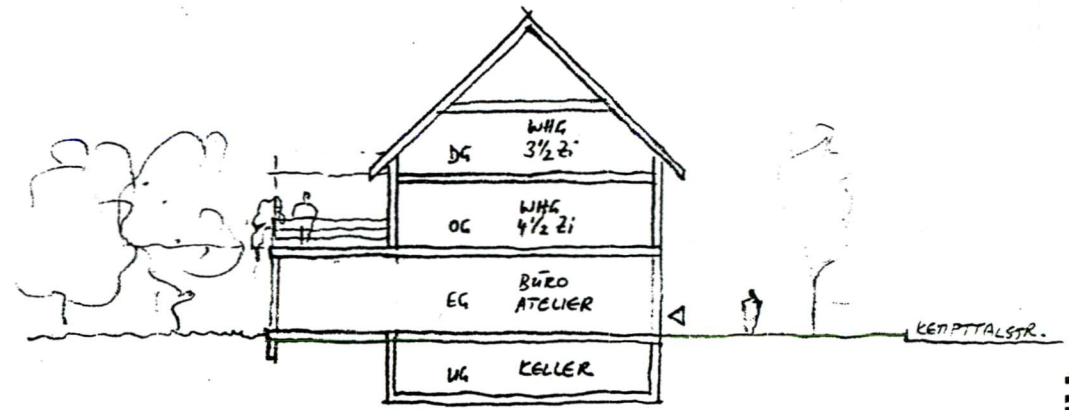 DG WHG
3½ Zi
OG WHG
4½ Zi
EG BÜRO
ATELIER
KEMPTTALSTR.
UG KELLER